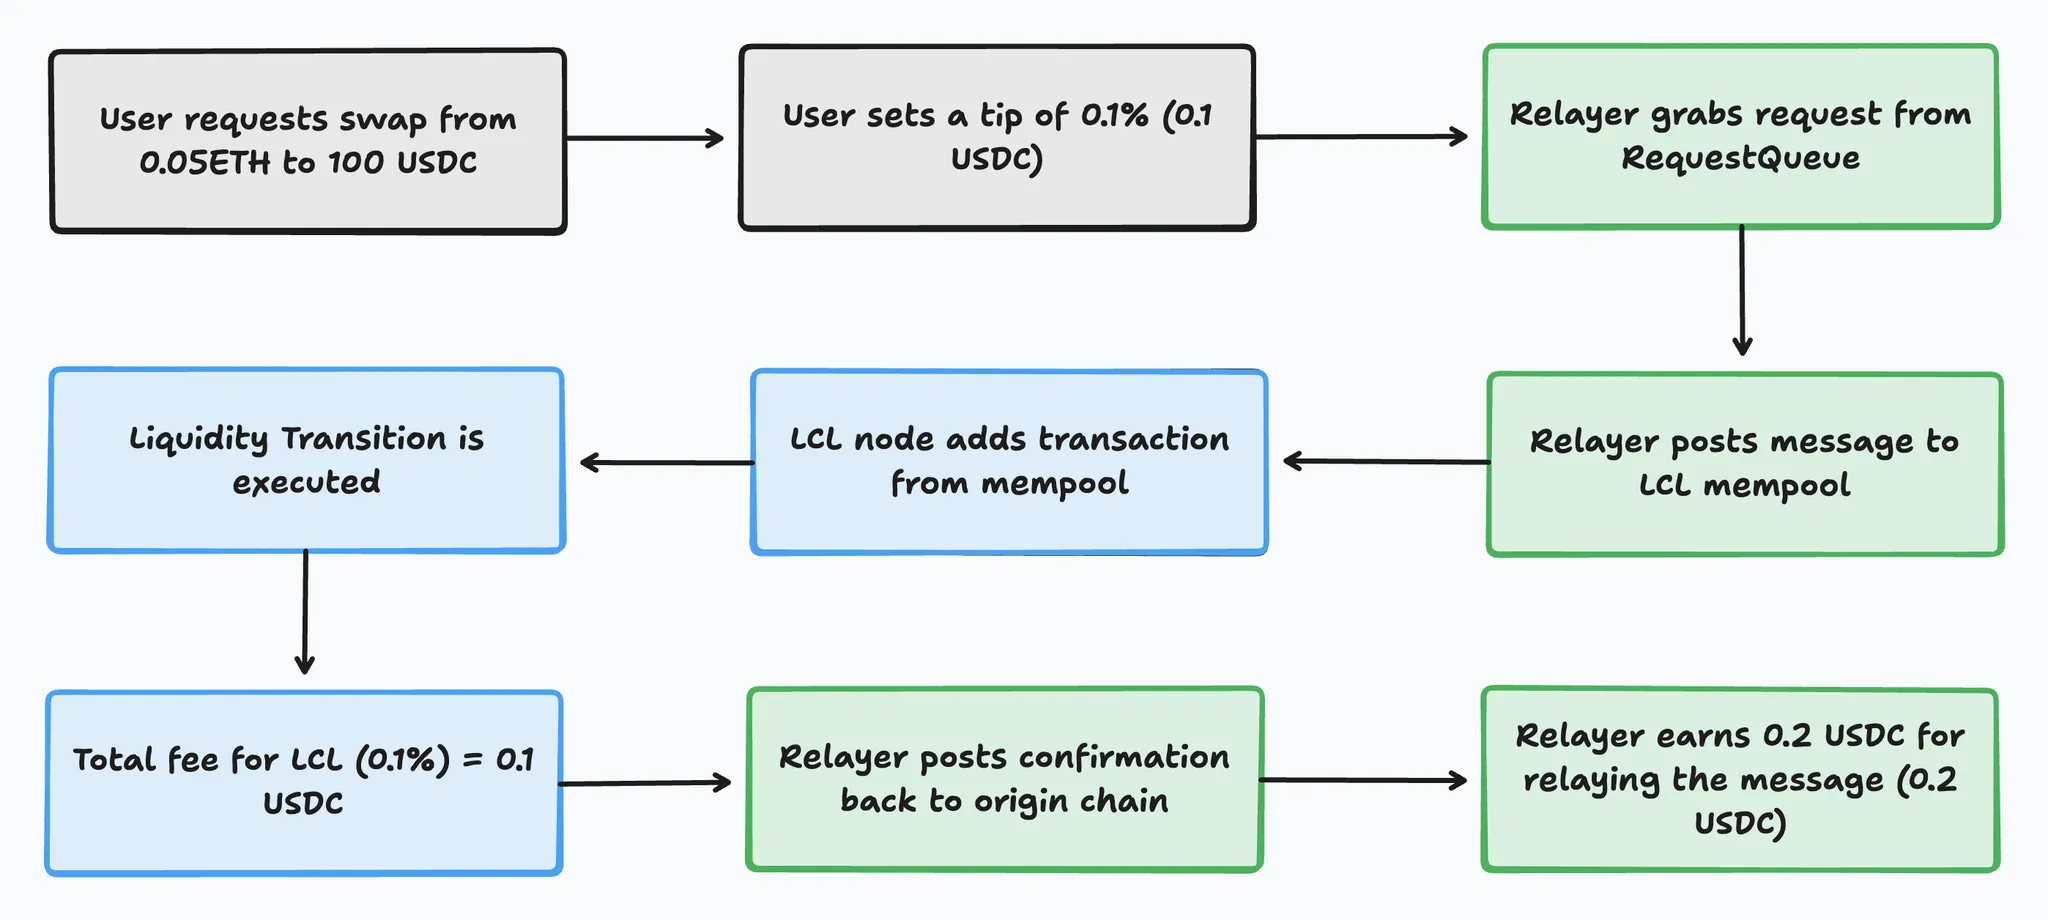 User requests swap from
0.05ETH to 100 USDC
User sets a tip of 0.1% (0.1
USDC)
Relayer grabs request from
RequestQueue
Relayer posts message to
LCL mempool
LCL node adds transaction
from mempool
Liquidity Transition is
executed
Total fee for LCL (0.1%) = 0.1
USDC
Relayer posts confirmation
back to origin chain
Relayer earns 0.2 USDC for
relaying the message (0.2
USDC)